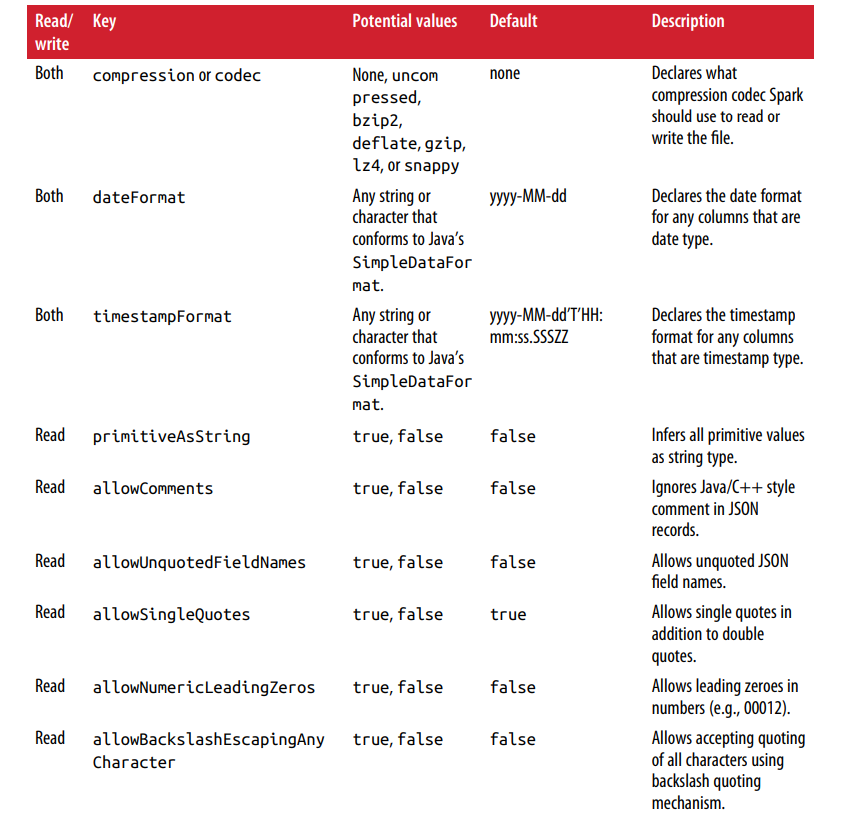 Read/ Key Potential values Default Description
write
Both compression or codec None, uncom none Declares what
pressed, compression codec Spark
bzip2, should use to read or
deflate, gzip, write the file.
lz4, or snappy
Both dateFormat Any string or yyyy-MM-dd Declares the date format
character that for any columns that are
conforms to Java’s date type.
SimpleDataFor
mat.
Both timestampFormat Any string or yyyy-MM-dd’T’HH: Declares the timestamp
character that mm:ss.SSSZZ format for any columns
conforms to Java’s that are timestamp type.
SimpleDataFor
mat.
Read primitiveAsString true, false false Infers all primitive values
as string type.
Read allowComments true, false false Ignores Java/C++ style
comment in JSON
records.
Read allowUnquotedFieldNames true, false false Allows unquoted JSON
field names.
Read allowSingleQuotes true, false true Allows single quotes in
addition to double
quotes.
Read allowNumericLeadingZeros true, false false Allows leading zeroes in
numbers (e.g., 00012).
Read allowBackslashEscapingAny true, false false Allows accepting quoting
Character of all characters using
backslash quoting
mechanism.